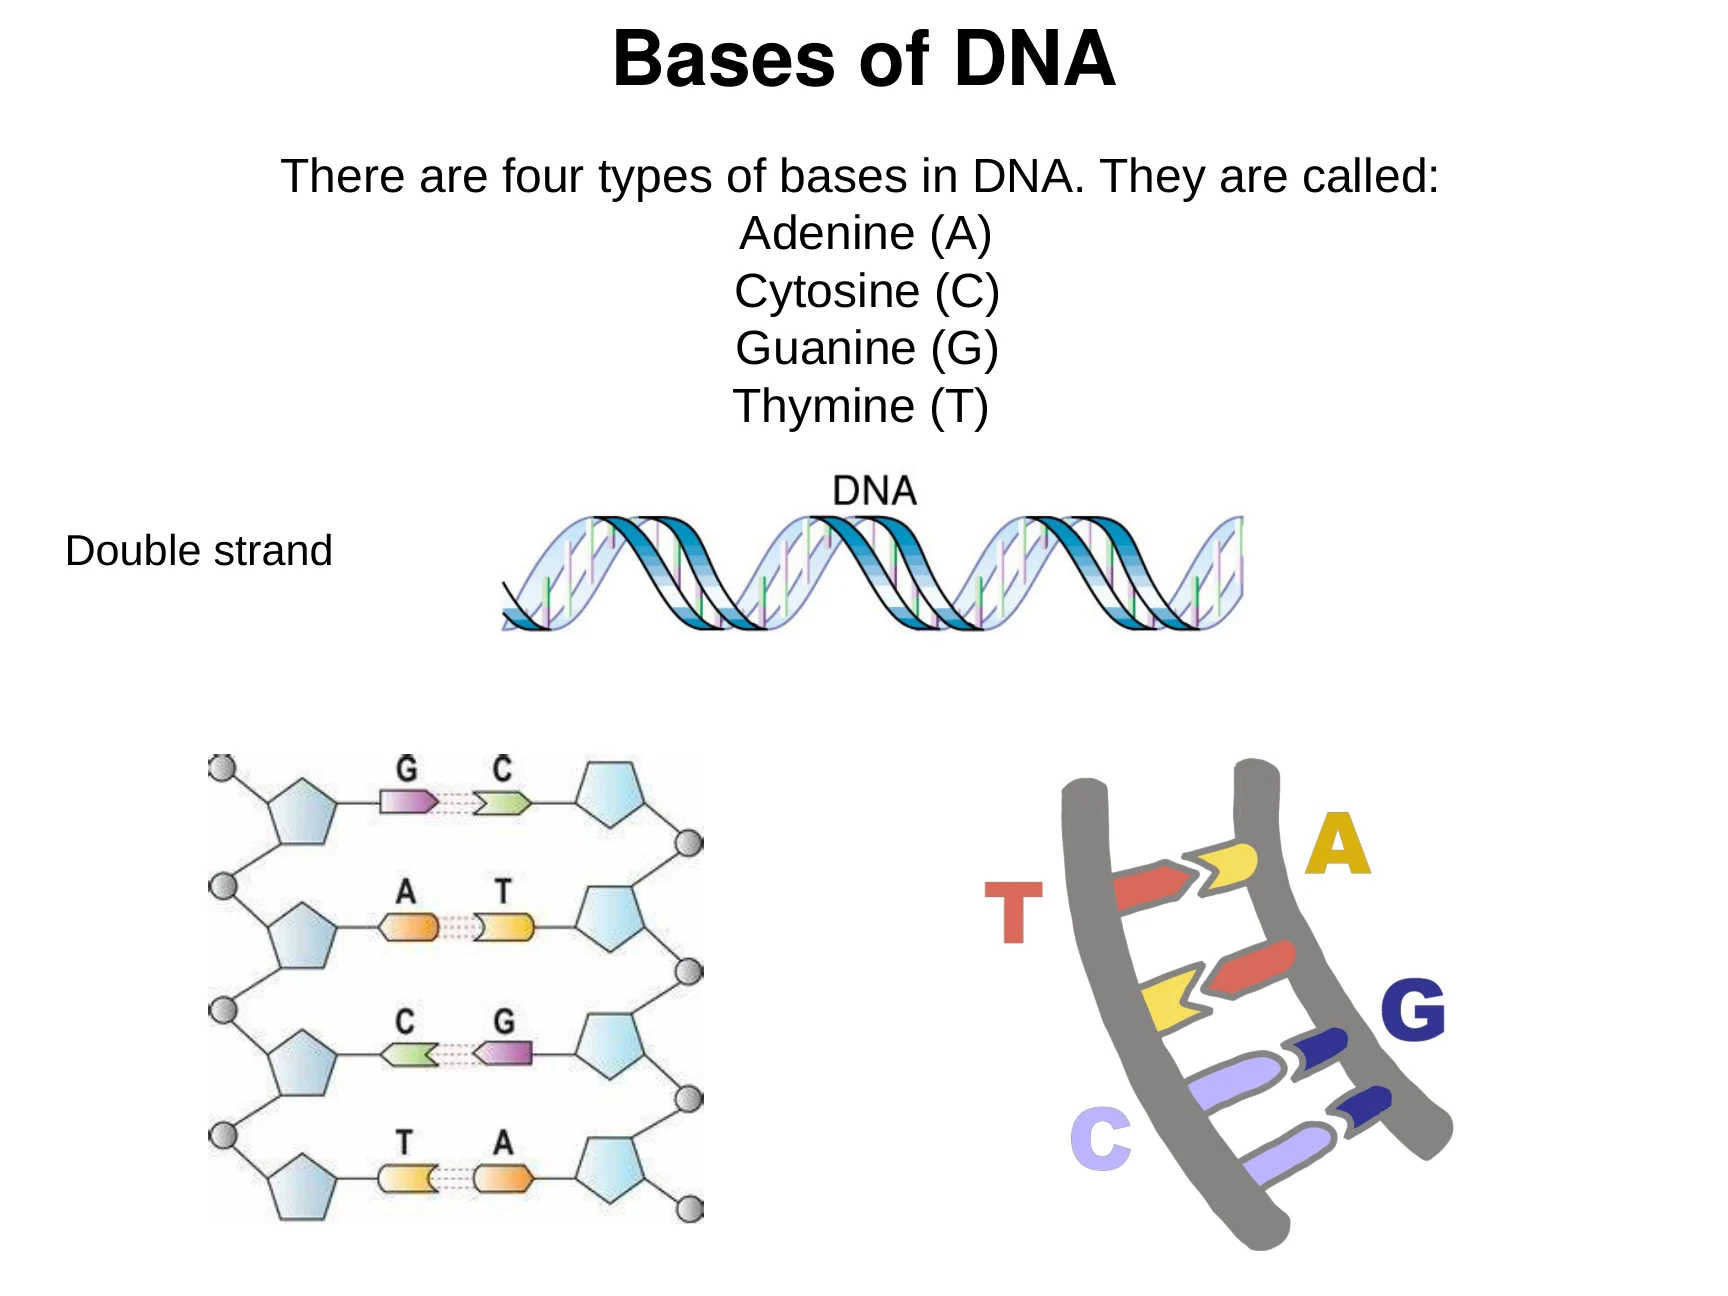 Bases of DNA
There are four types of bases in DNA. They are called:
Adenine (A)
Cytosine (C)
Guanine (G)
Thymine (T)
DNA
Double strand
G C
A T
C G
T A
A
T
G
C